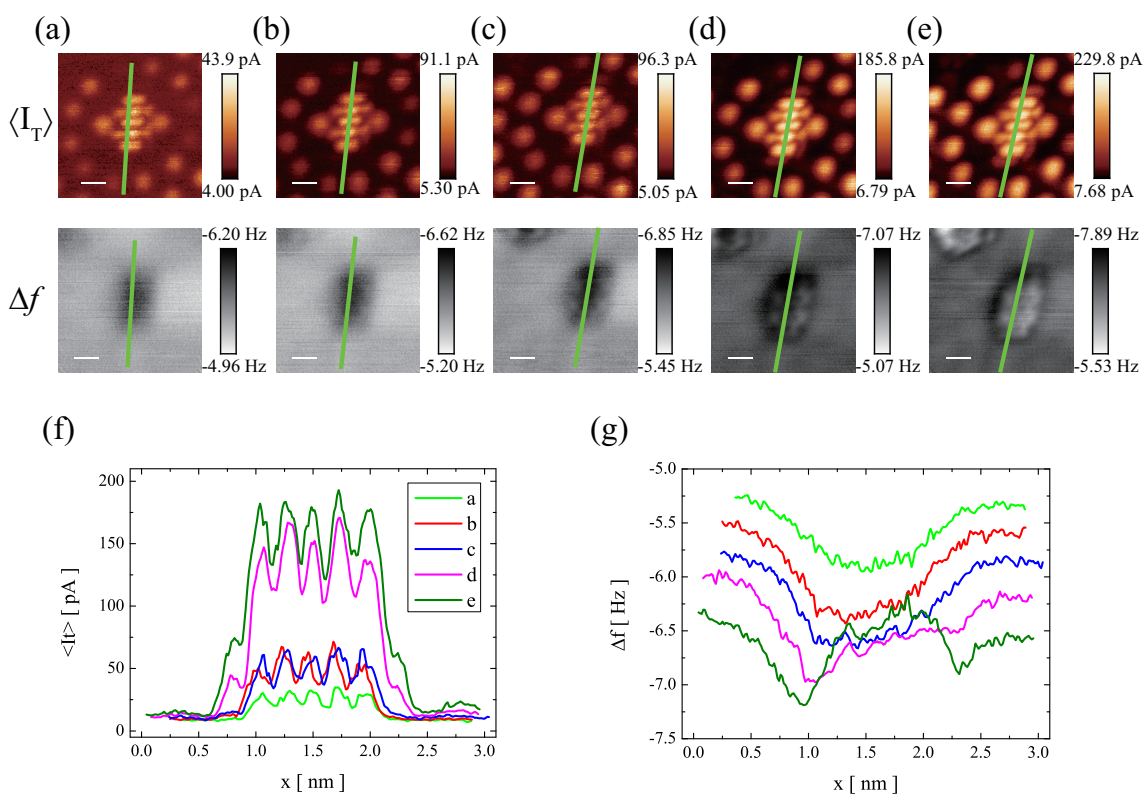 (a) (b) (c) (d) (e)
43.9 pA 91.1 pA 96.3 pA 185.8 pA 229.8 pA
⟨I_T⟩
4.00 pA 5.30 pA 5.05 pA 6.79 pA 7.68 pA
-6.20 Hz -6.62 Hz -6.85 Hz -7.07 Hz -7.89 Hz
Δf
-4.96 Hz -5.20 Hz -5.45 Hz -5.07 Hz -5.53 Hz
(f)
200
150
100
50
0
<It> [ pA ]
a
b
c
d
e
0.0 0.5 1.0 1.5 2.0 2.5 3.0
x [ nm ]
(g)
-5.0
-5.5
-6.0
-6.5
-7.0
-7.5
Δf [ Hz ]
0.0 0.5 1.0 1.5 2.0 2.5 3.0
x [ nm ]